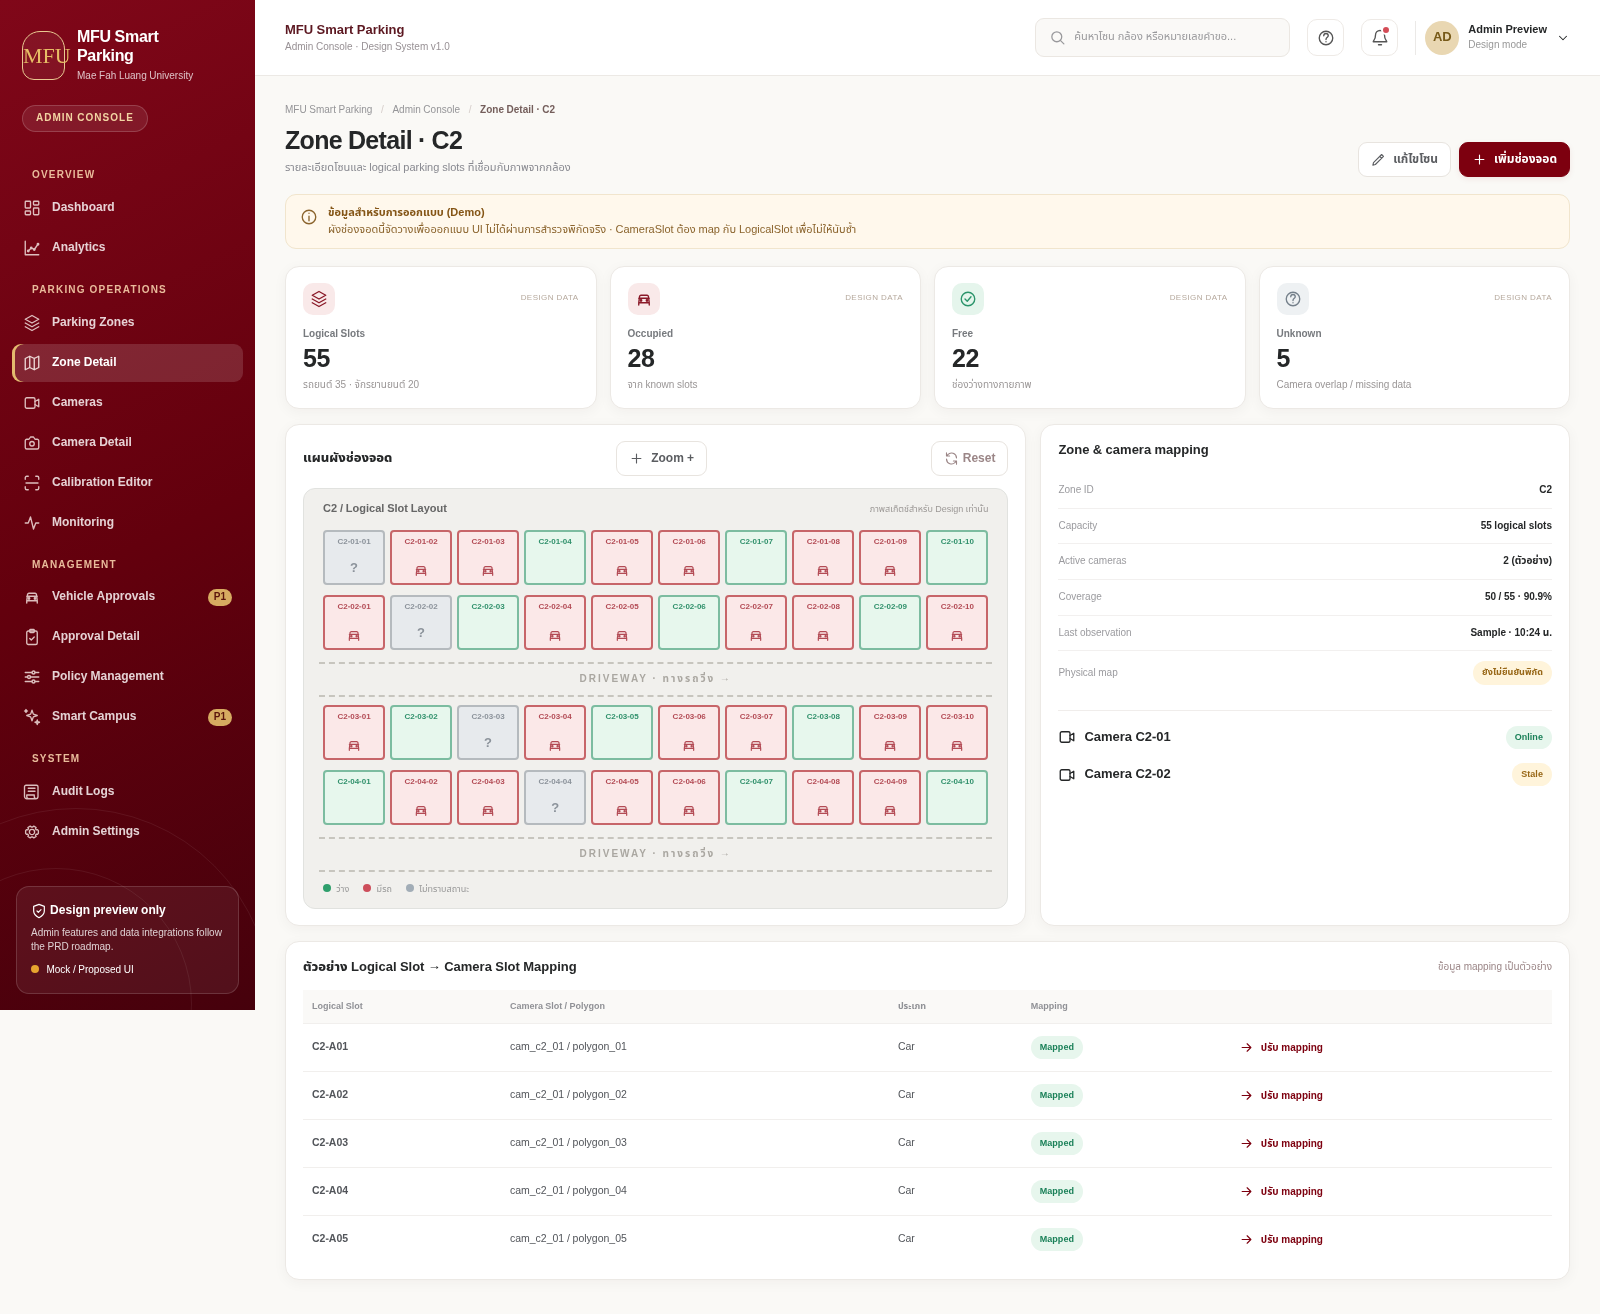 MFU
MFU Smart
Parking
Mae Fah Luang University
ADMIN CONSOLE
OVERVIEW
Dashboard
Analytics
PARKING OPERATIONS
Parking Zones
Zone Detail
Cameras
Camera Detail
Calibration Editor
Monitoring
MANAGEMENT
Vehicle Approvals P1
Approval Detail
Policy Management
Smart Campus P1
SYSTEM
Audit Logs
Admin Settings
Design preview only
Admin features and data integrations follow
the PRD roadmap.
Mock / Proposed UI
MFU Smart Parking
Admin Console · Design System v1.0
ค้นหาโซน กล้อง หรือหมายเลขคำขอ...
AD
Admin Preview
Design mode
MFU Smart Parking / Admin Console / Zone Detail · C2
Zone Detail · C2
รายละเอียดโซนและ logical parking slots ที่เชื่อมกับภาพจากกล้อง
แก้ไขโซน
เพิ่มช่องจอด
ข้อมูลสำหรับการออกแบบ (Demo)
ผังช่องจอดนี้จัดวางเพื่อออกแบบ UI ไม่ได้ผ่านการสำรวจพิกัดจริง · CameraSlot ต้อง map กับ LogicalSlot เพื่อไม่ให้นับซ้ำ
DESIGN DATA
Logical Slots
55
รถยนต์ 35 · จักรยานยนต์ 20
DESIGN DATA
Occupied
28
จาก known slots
DESIGN DATA
Free
22
ช่องว่างทางกายภาพ
DESIGN DATA
Unknown
5
Camera overlap / missing data
แผนผังช่องจอด
Zoom +
Reset
C2 / Logical Slot Layout
ภาพสเก็ตช์สำหรับ Design เท่านั้น
C2-01-01 C2-01-02 C2-01-03 C2-01-04 C2-01-05 C2-01-06 C2-01-07 C2-01-08 C2-01-09 C2-01-10
?
C2-02-01 C2-02-02 C2-02-03 C2-02-04 C2-02-05 C2-02-06 C2-02-07 C2-02-08 C2-02-09 C2-02-10
?
DRIVEWAY · ทางรถวิ่ง →
C2-03-01 C2-03-02 C2-03-03 C2-03-04 C2-03-05 C2-03-06 C2-03-07 C2-03-08 C2-03-09 C2-03-10
?
C2-04-01 C2-04-02 C2-04-03 C2-04-04 C2-04-05 C2-04-06 C2-04-07 C2-04-08 C2-04-09 C2-04-10
?
DRIVEWAY · ทางรถวิ่ง →
ว่าง มีรถ ไม่ทราบสถานะ
Zone & camera mapping
Zone ID C2
Capacity 55 logical slots
Active cameras 2 (ตัวอย่าง)
Coverage 50 / 55 · 90.9%
Last observation Sample · 10:24 น.
Physical map ยังไม่ยืนยันพิกัด
Camera C2-01 Online
Camera C2-02 Stale
ตัวอย่าง Logical Slot → Camera Slot Mapping
ข้อมูล mapping เป็นตัวอย่าง
Logical Slot Camera Slot / Polygon ประเภท Mapping
C2-A01 cam_c2_01 / polygon_01 Car Mapped → ปรับ mapping
C2-A02 cam_c2_01 / polygon_02 Car Mapped → ปรับ mapping
C2-A03 cam_c2_01 / polygon_03 Car Mapped → ปรับ mapping
C2-A04 cam_c2_01 / polygon_04 Car Mapped → ปรับ mapping
C2-A05 cam_c2_01 / polygon_05 Car Mapped → ปรับ mapping